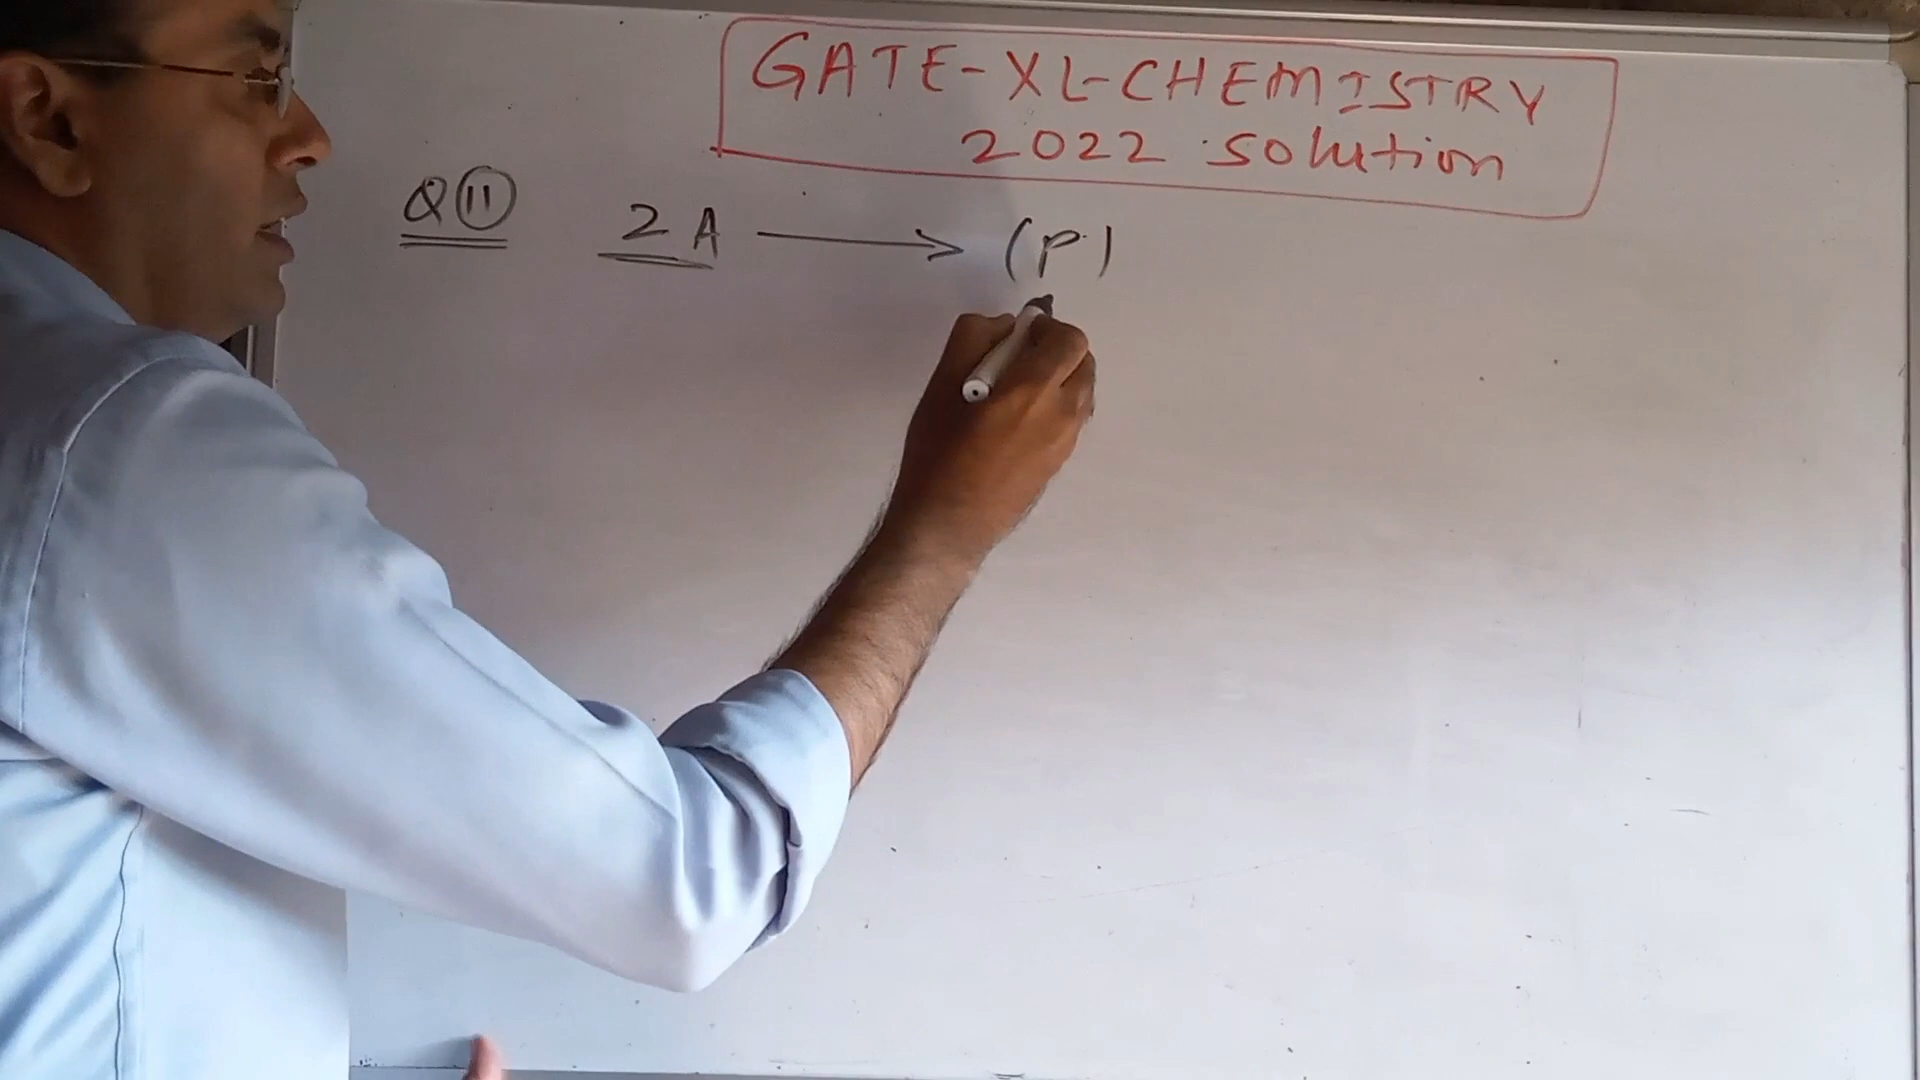 GATE-XL-CHEMISTRY
2022 Solution
Q 11 2A → (P)